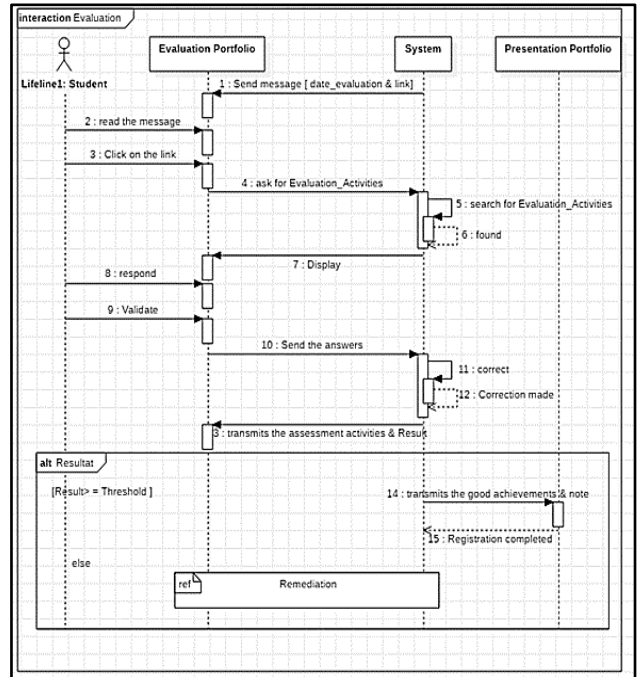 interaction Evaluation
Evaluation Portfolio
System
Presentation Portfolio
Lifeline1: Student
1 : Send message [ date_evaluation & link]
2 : read the message
3 : Click on the link
4 : ask for Evaluation_Activities
5 : search for Evaluation_Activities
6 : found
7 : Display
8 : respond
9 : Validate
10 : Send the answers
11 : correct
12 : Correction made
3 : transmits the assessment activities & Result
alt Resultat
[Result> = Threshold ]
14 : transmits the good achievements & note
15 : Registration completed
else
ref
Remediation